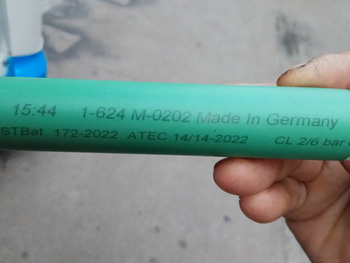 15:44 1-624 M-0202 Made In Germany
STBat 172-2022 ATEC 14/14-2022 CL 2/6 bar